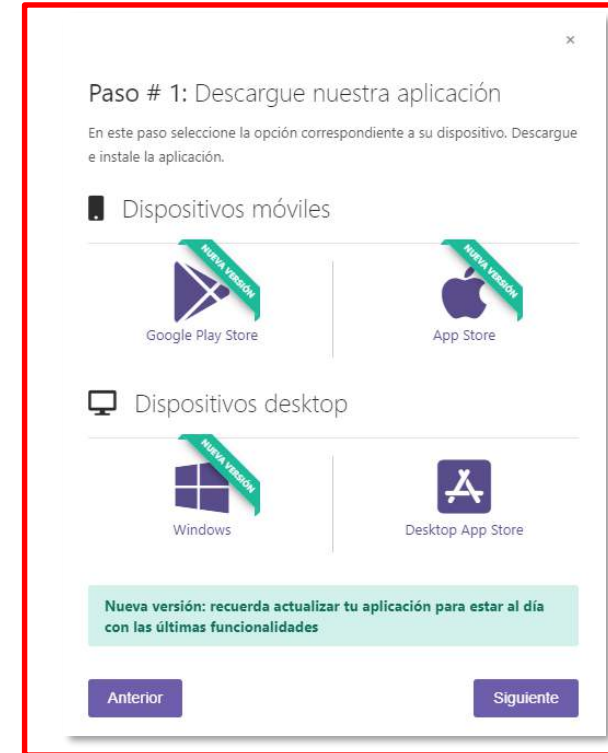 ×
Paso # 1: Descargue nuestra aplicación
En este paso seleccione la opción correspondiente a su dispositivo. Descargue
e instale la aplicación.
Dispositivos móviles
NUEVA VERSIÓN
NUEVA VERSIÓN
Google Play Store
App Store
Dispositivos desktop
NUEVA VERSIÓN
Windows
Desktop App Store
Nueva versión: recuerda actualizar tu aplicación para estar al día
con las últimas funcionalidades
Anterior
Siguiente